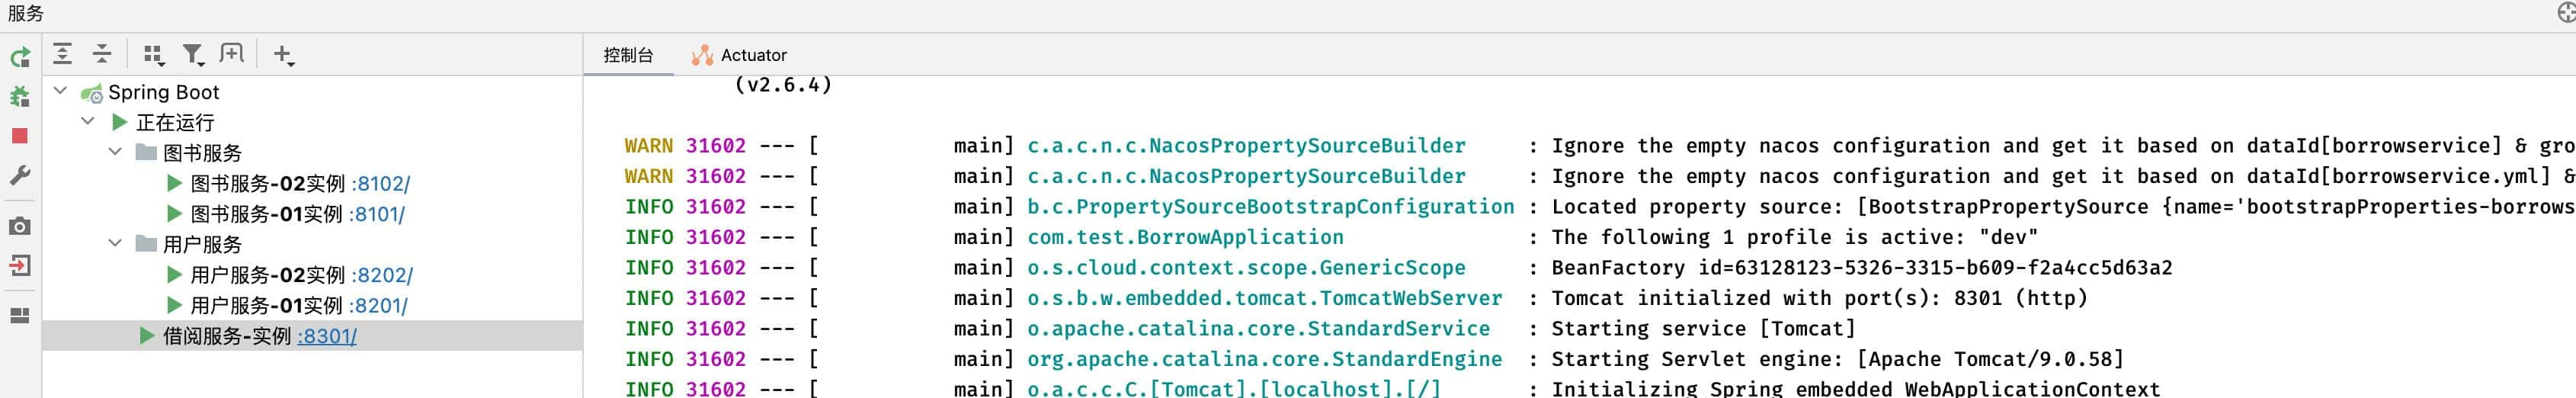 服务
控制台 Actuator
Spring Boot
正在运行
图书服务
图书服务-02实例 :8102/
图书服务-01实例 :8101/
用户服务
用户服务-02实例 :8202/
用户服务-01实例 :8201/
借阅服务-实例 :8301/
(v2.6.4)
WARN 31602 --- [           main] c.a.c.n.c.NacosPropertySourceBuilder     : Ignore the empty nacos configuration and get it based on dataId[borrowservice] & gro
WARN 31602 --- [           main] c.a.c.n.c.NacosPropertySourceBuilder     : Ignore the empty nacos configuration and get it based on dataId[borrowservice.yml] &
INFO 31602 --- [           main] b.c.PropertySourceBootstrapConfiguration : Located property source: [BootstrapPropertySource {name='bootstrapProperties-borrows
INFO 31602 --- [           main] com.test.BorrowApplication               : The following 1 profile is active: "dev"
INFO 31602 --- [           main] o.s.cloud.context.scope.GenericScope     : BeanFactory id=63128123-5326-3315-b609-f2a4cc5d63a2
INFO 31602 --- [           main] o.s.b.w.embedded.tomcat.TomcatWebServer  : Tomcat initialized with port(s): 8301 (http)
INFO 31602 --- [           main] o.apache.catalina.core.StandardService   : Starting service [Tomcat]
INFO 31602 --- [           main] org.apache.catalina.core.StandardEngine  : Starting Servlet engine: [Apache Tomcat/9.0.58]
INFO 31602 --- [           main] o.a.c.c.C.[Tomcat].[localhost].[/]       : Initializing Spring embedded WebApplicationContext